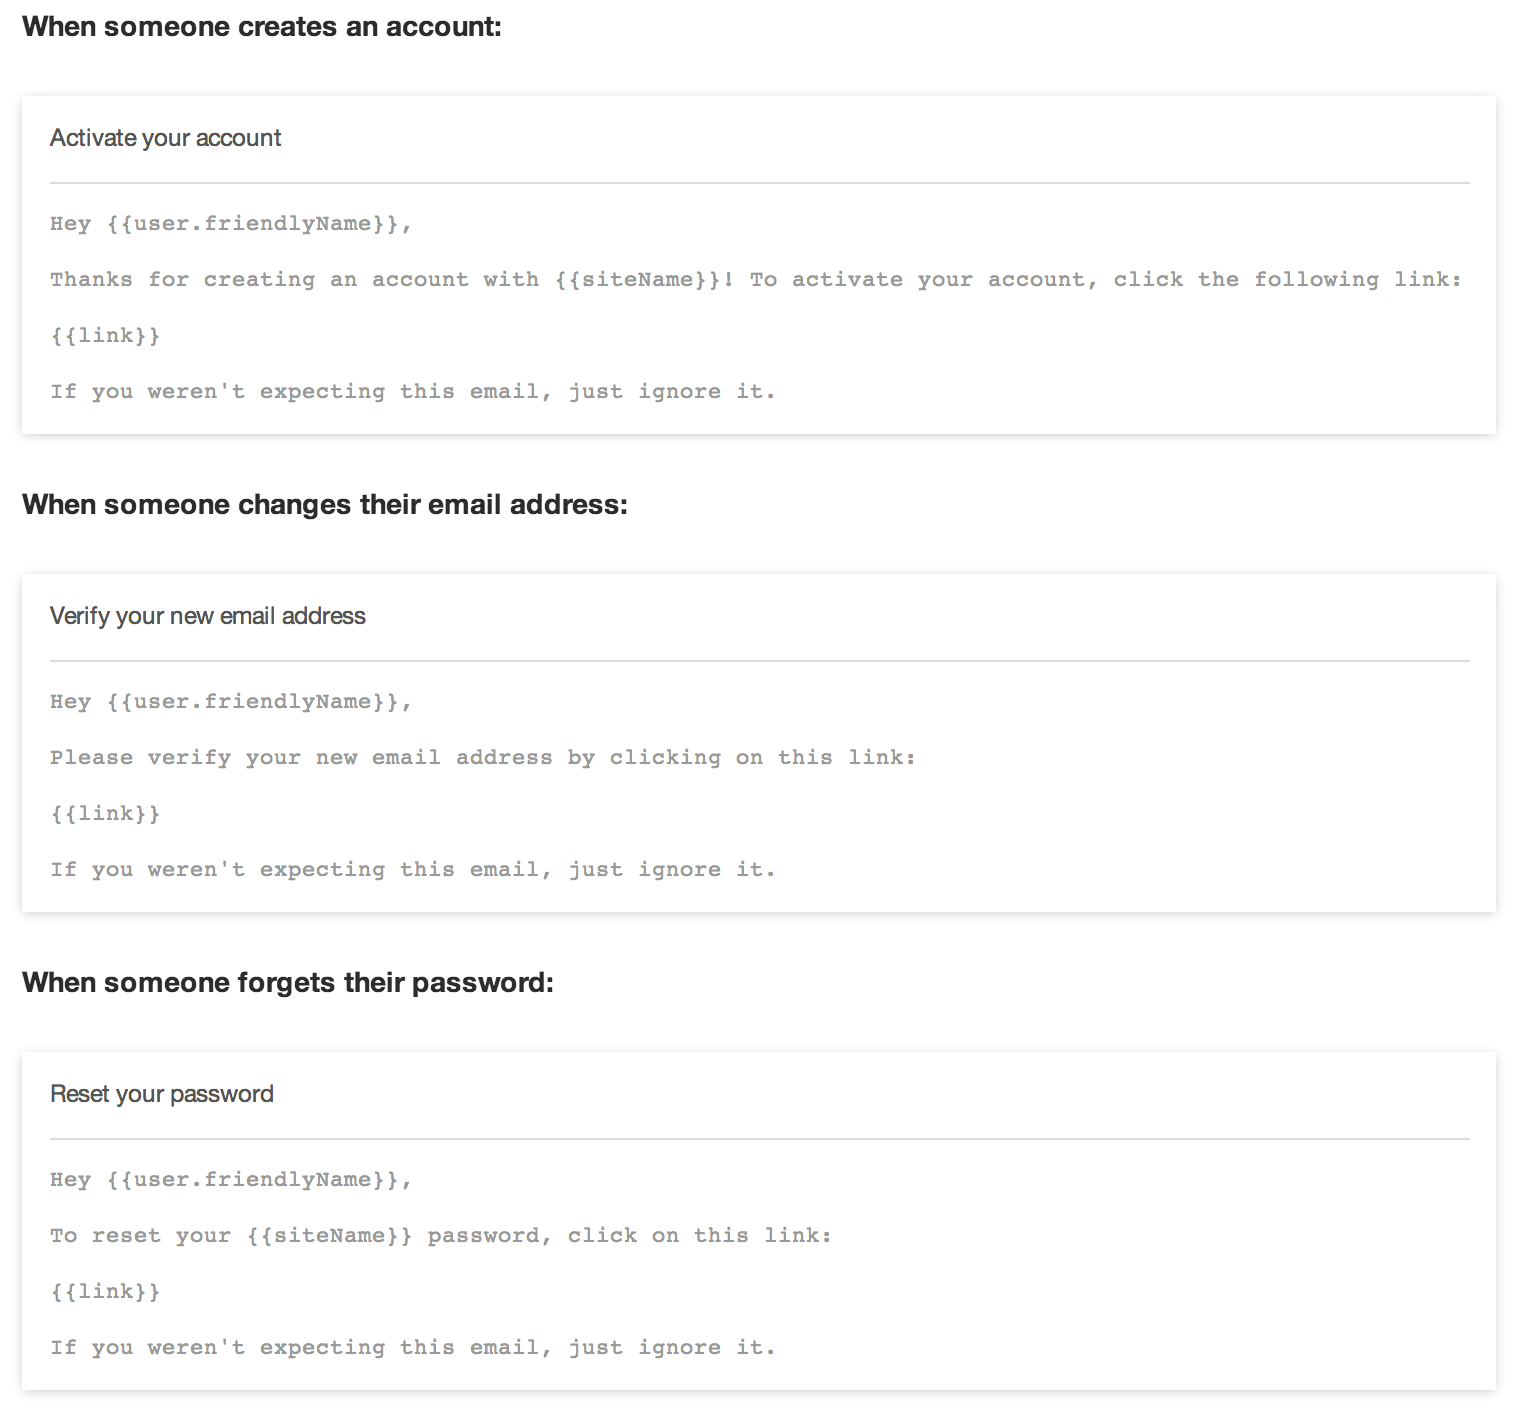 When someone creates an account:
Activate your account
Hey {{user.friendlyName}},
Thanks for creating an account with {{siteName}}! To activate your account, click the following link:
{{link}}
If you weren't expecting this email, just ignore it.
When someone changes their email address:
Verify your new email address
Hey {{user.friendlyName}},
Please verify your new email address by clicking on this link:
{{link}}
If you weren't expecting this email, just ignore it.
When someone forgets their password:
Reset your password
Hey {{user.friendlyName}},
To reset your {{siteName}} password, click on this link:
{{link}}
If you weren't expecting this email, just ignore it.